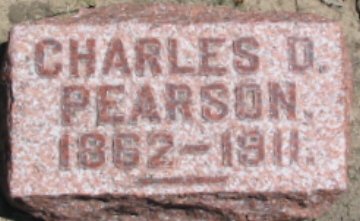 CHARLES D.
PEARSON.
1862-1911.